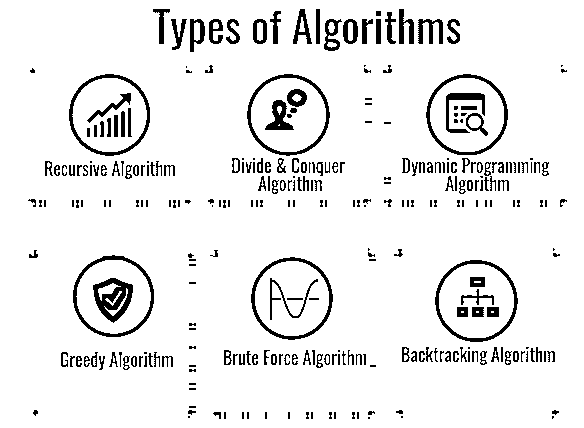 Types of Algorithms
Recursive Algorithm
Divide & Conquer
Algorithm
Dynamic Programming
Algorithm
Greedy Algorithm
Brute Force Algorithm
Backtracking Algorithm